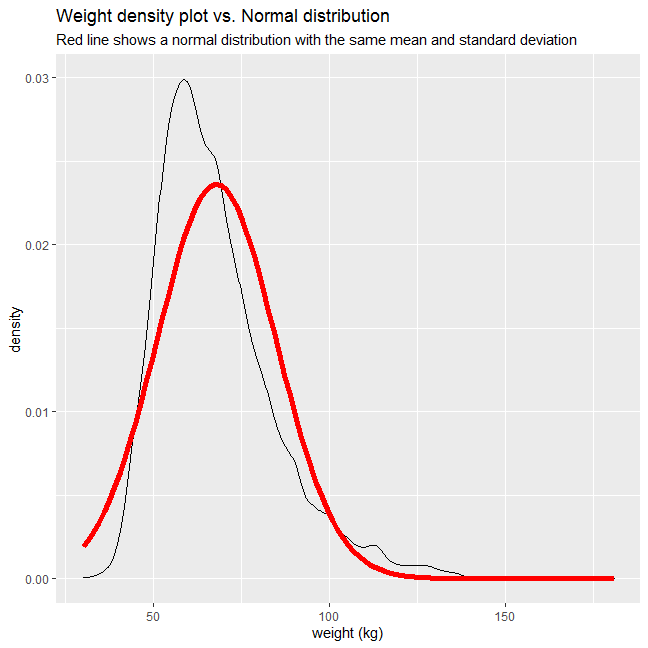 Weight density plot vs. Normal distribution
Red line shows a normal distribution with the same mean and standard deviation
0.03
0.02
0.01
0.00
density
50
100
150
weight (kg)